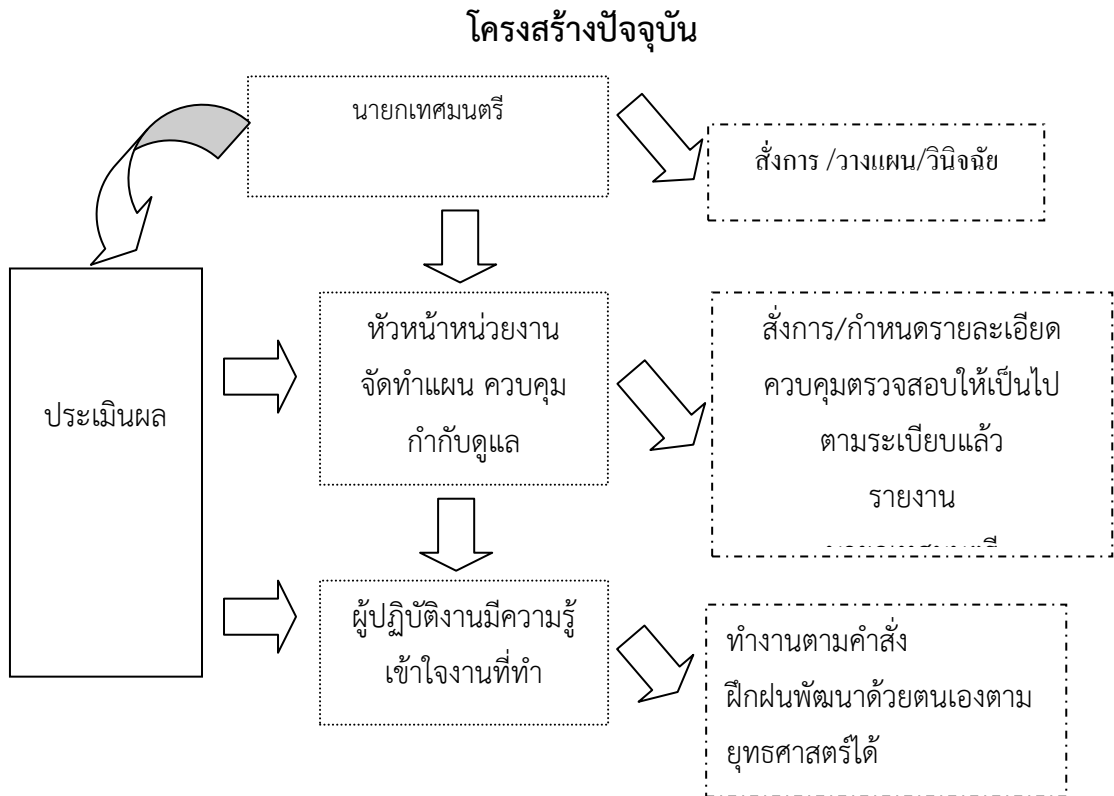 โครงสร้างปัจจุบัน
นายกเทศมนตรี
สั่งการ /วางแผน/วินิจฉัย
หัวหน้าหน่วยงาน
จัดทำแผน ควบคุม
กำกับดูแล
สั่งการ/กำหนดรายละเอียด
ควบคุมตรวจสอบให้เป็นไป
ตามระเบียบแล้ว
รายงาน
ประเมินผล
ผู้ปฏิบัติงานมีความรู้
เข้าใจงานที่ทำ
ทำงานตามคำสั่ง
ฝึกฝนพัฒนาด้วยตนเองตาม
ยุทธศาสตร์ได้